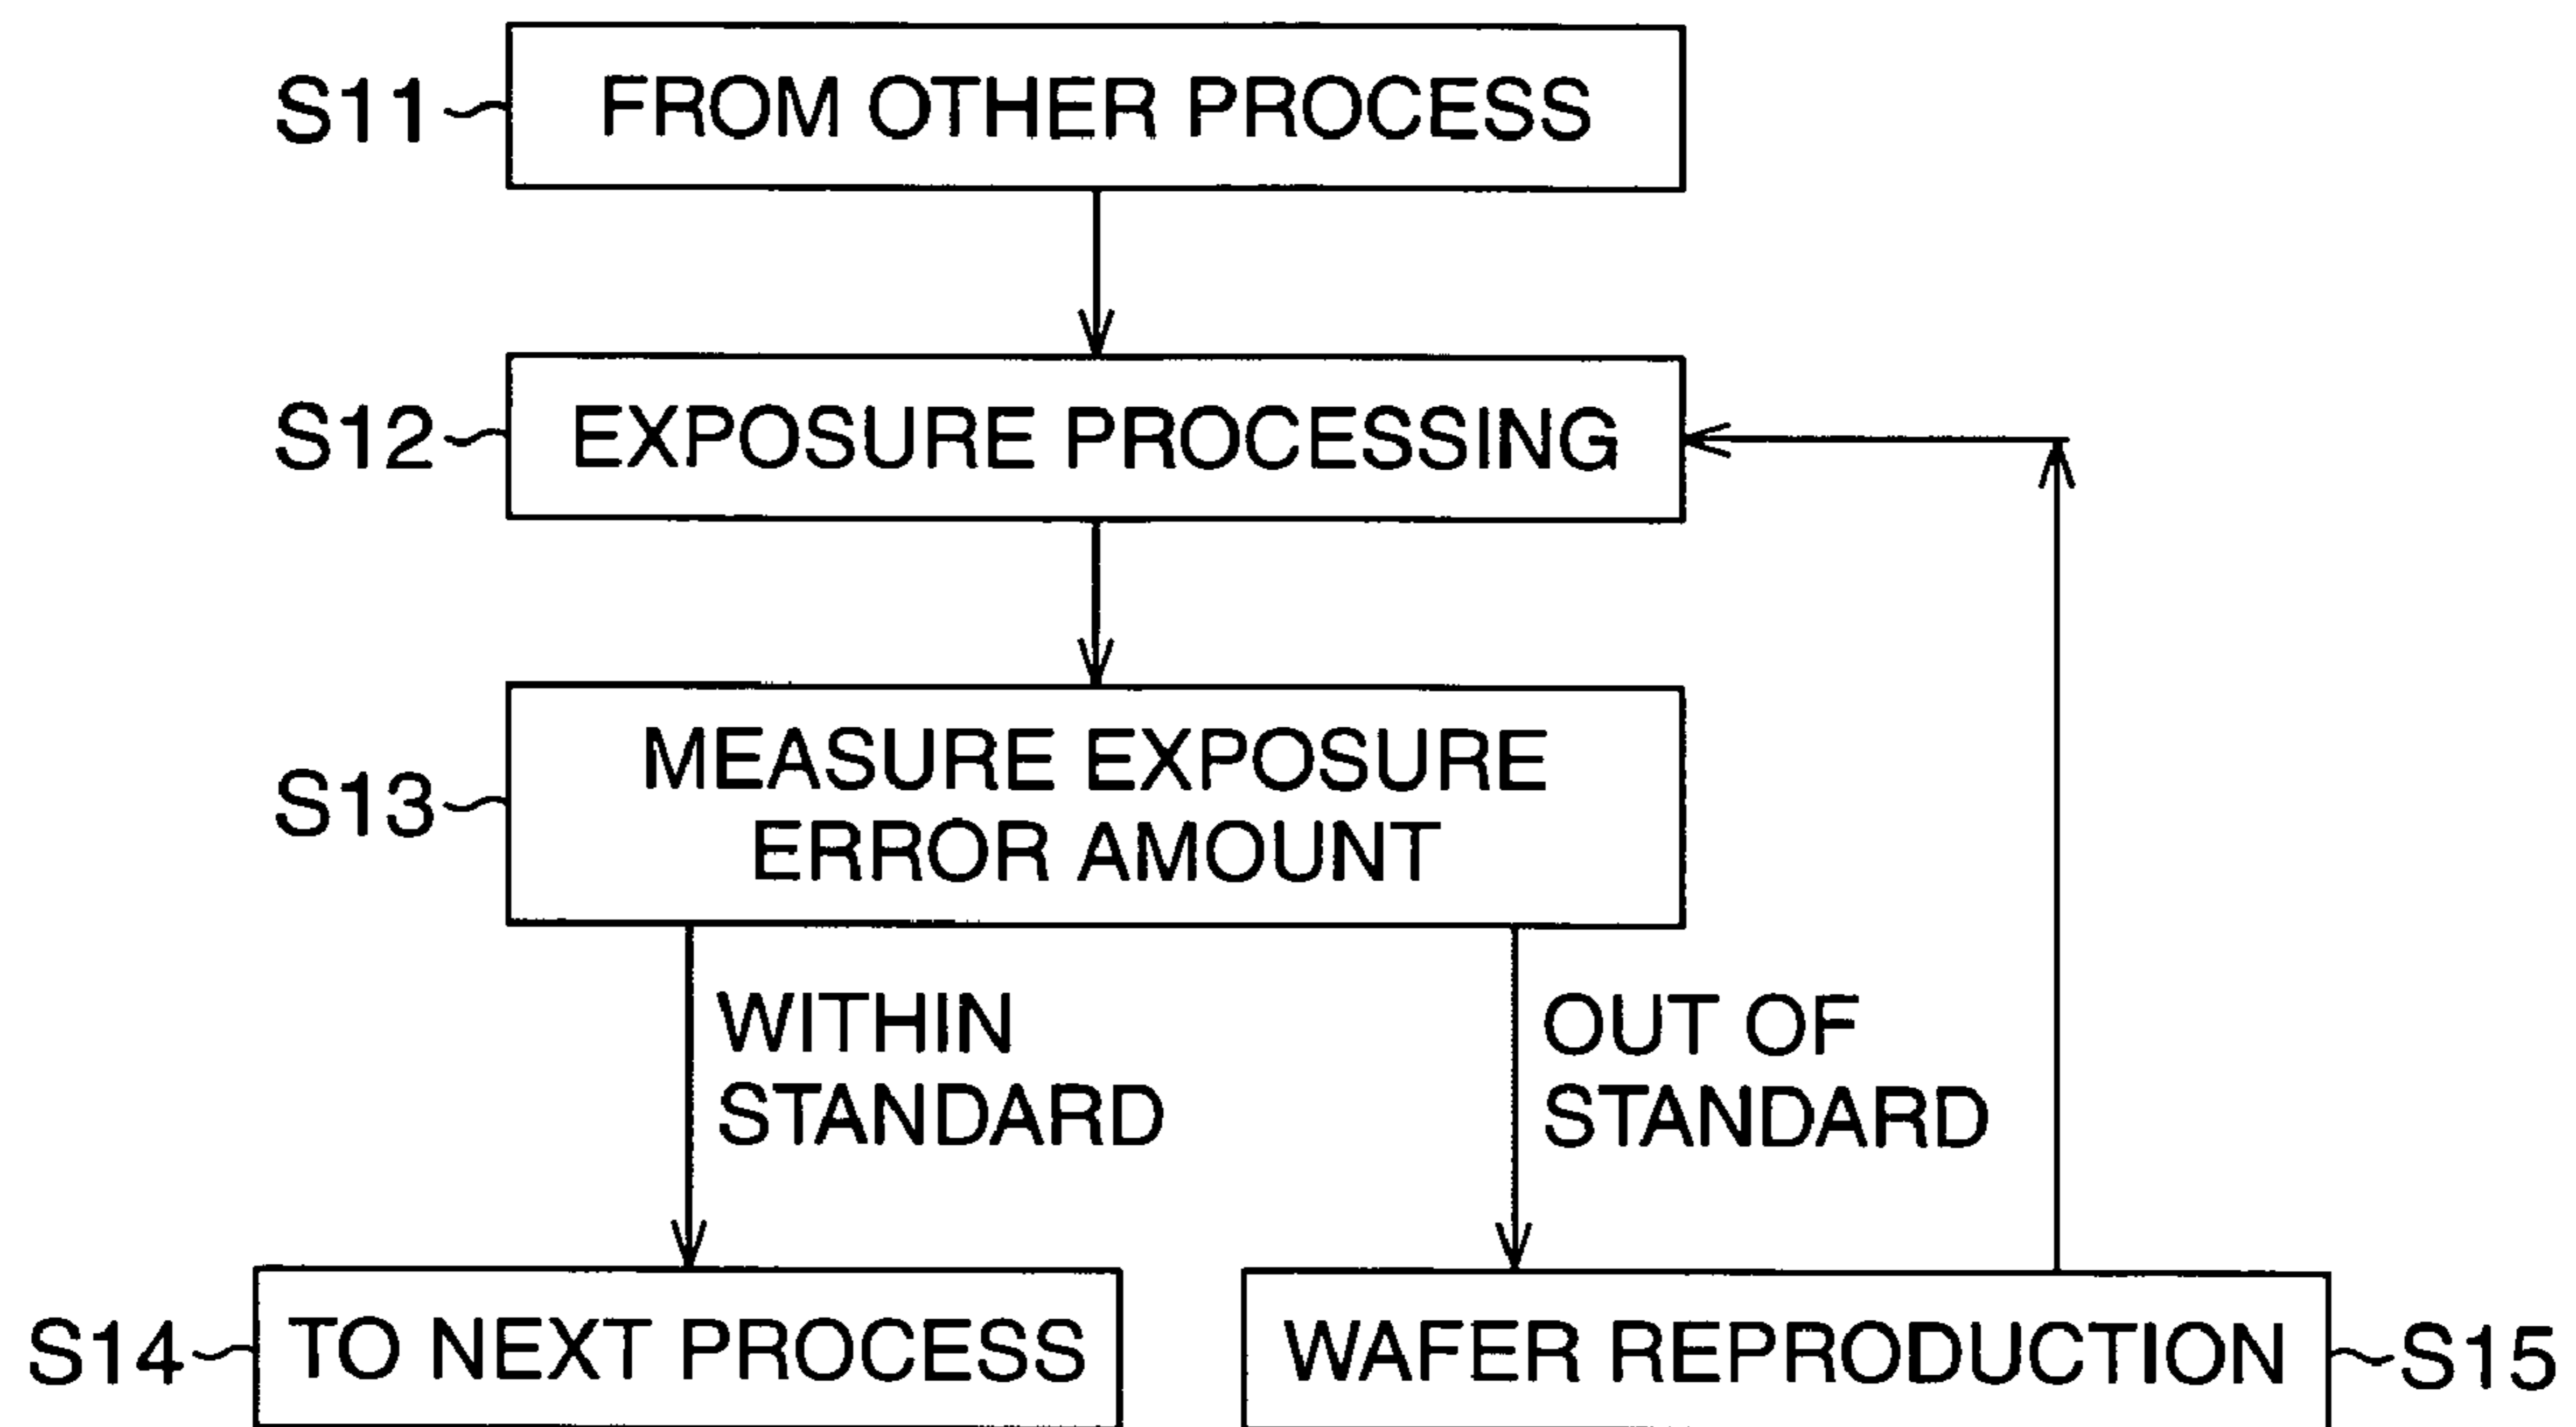 S11
FROM OTHER PROCESS
S12
EXPOSURE PROCESSING
S13
MEASURE EXPOSURE
ERROR AMOUNT
WITHIN
STANDARD
OUT OF
STANDARD
S14
TO NEXT PROCESS
WAFER REPRODUCTION
S15